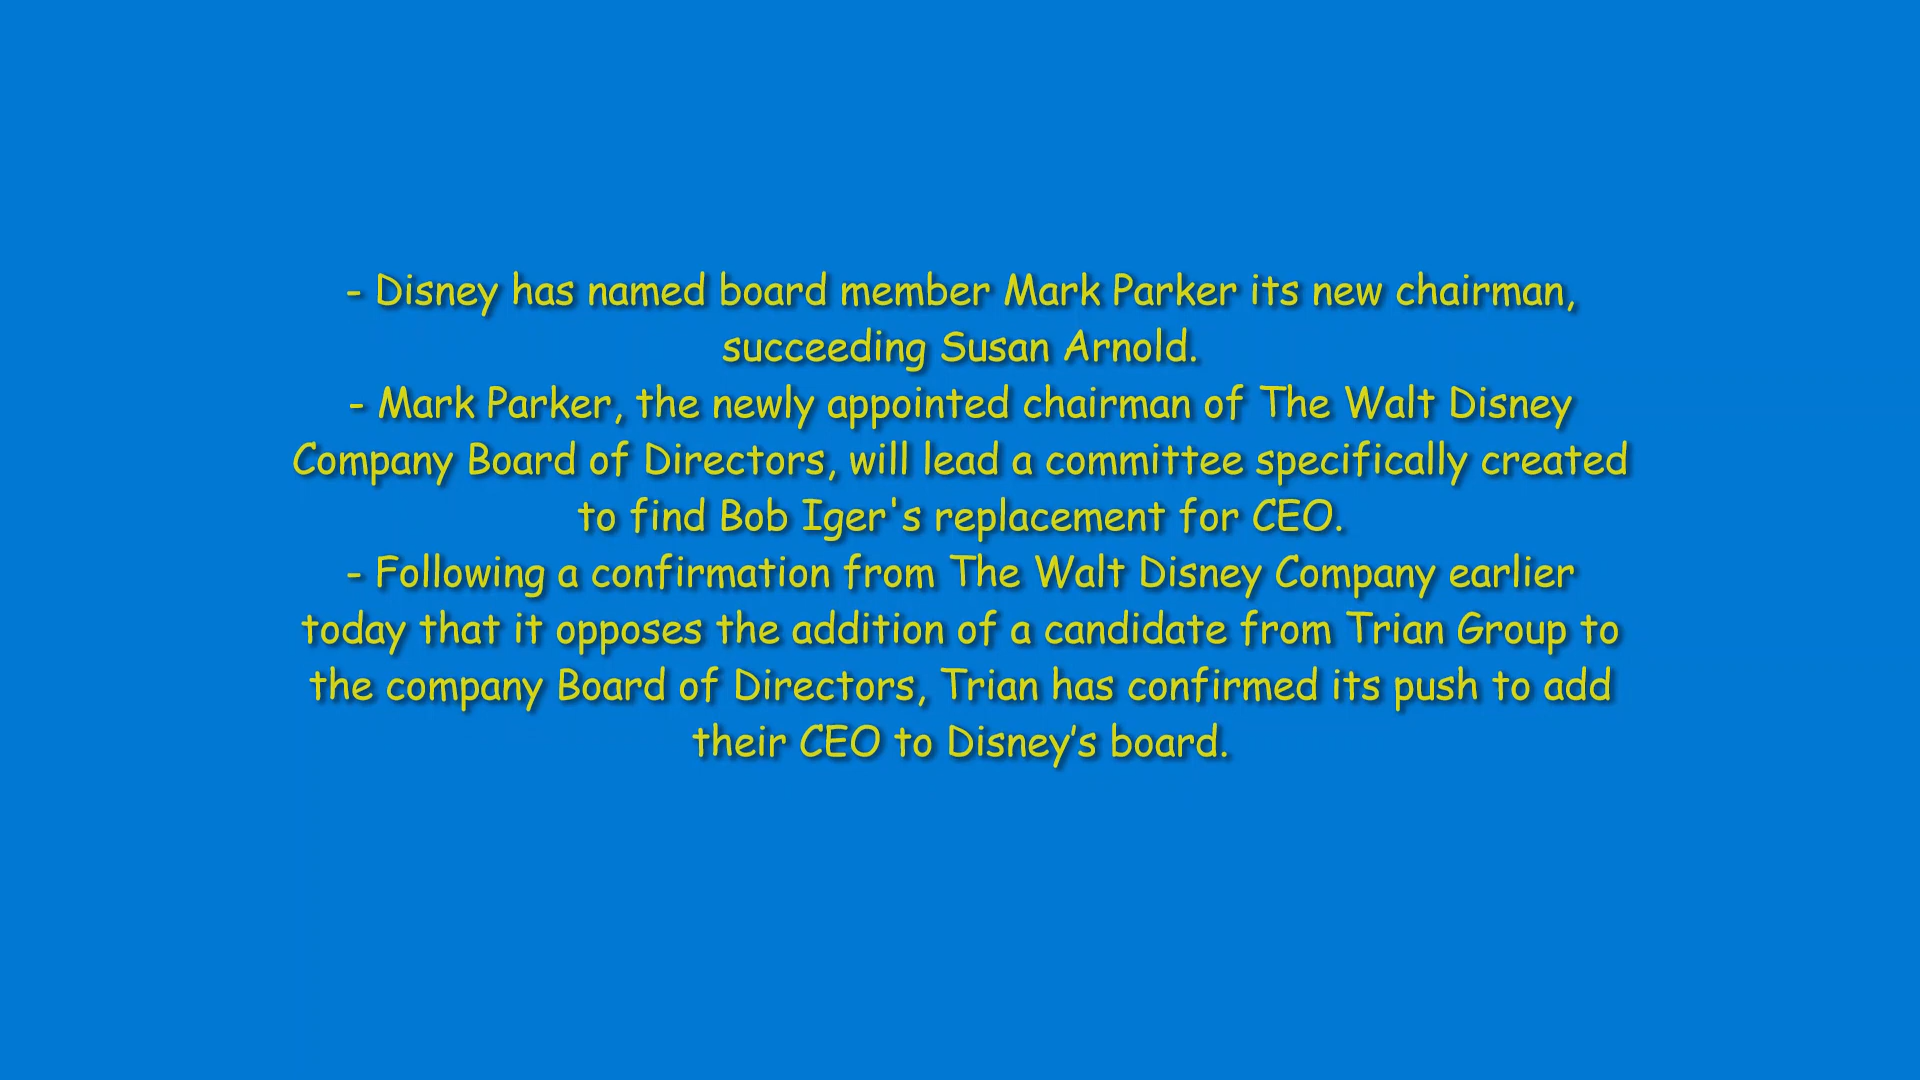 - Disney has named board member Mark Parker its new chairman,
succeeding Susan Arnold.
- Mark Parker, the newly appointed chairman of The Walt Disney
Company Board of Directors, will lead a committee specifically created
to find Bob Iger's replacement for CEO.
- Following a confirmation from The Walt Disney Company earlier
today that it opposes the addition of a candidate from Trian Group to
the company Board of Directors, Trian has confirmed its push to add
their CEO to Disney’s board.